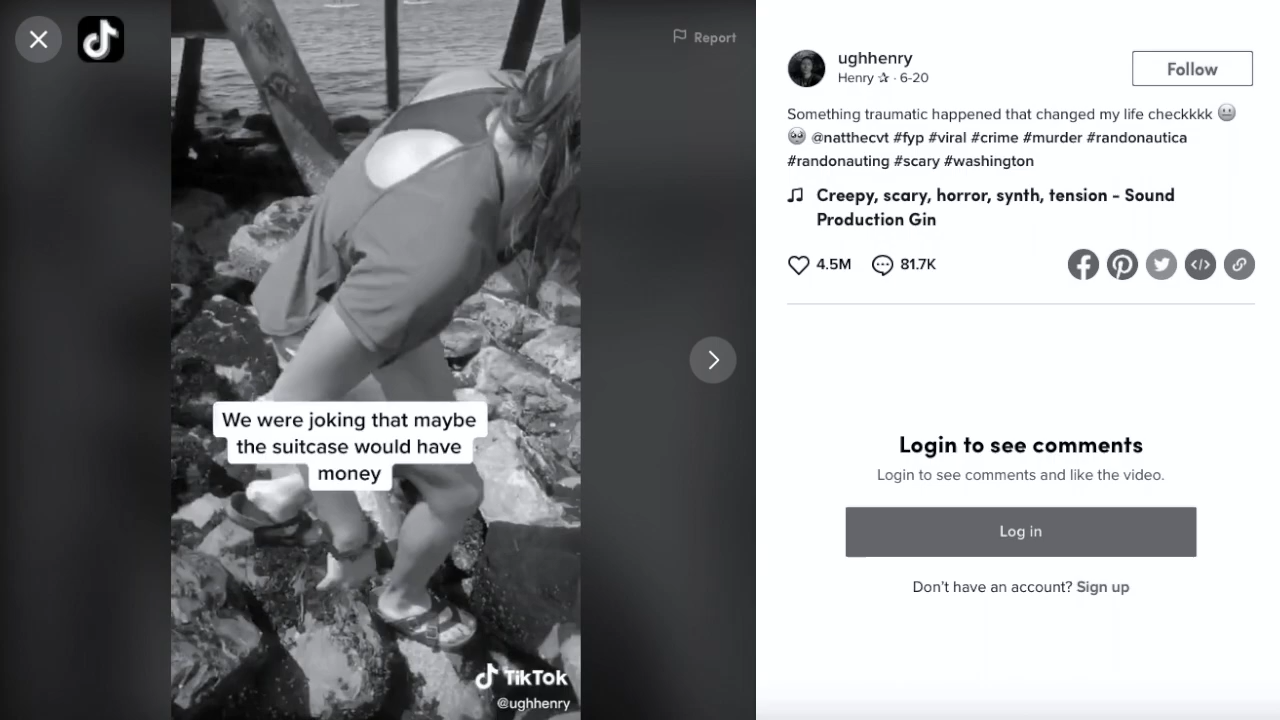 Report
We were joking that maybe
the suitcase would have
money
TikTok
@ughhenry
ughhenry
Henry ✰ · 6-20
Follow
Something traumatic happened that changed my life checkkkk 😐
🥺 @natthecvt #fyp #viral #crime #murder #randonautica
#randonauting #scary #washington
Creepy, scary, horror, synth, tension - Sound
Production Gin
4.5M
81.7K
Login to see comments
Login to see comments and like the video.
Log in
Don't have an account? Sign up